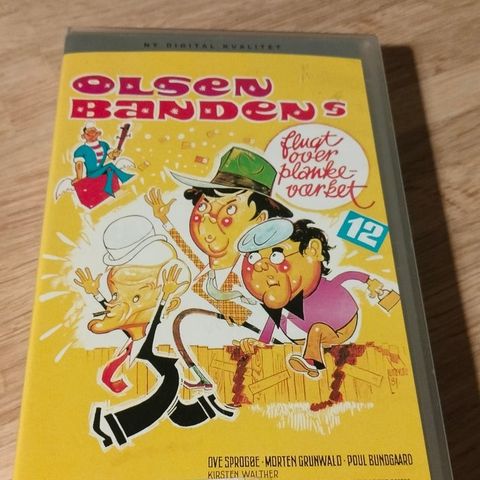 NY DIGITAL KVALITET
OLSEN
BANDENS
flugt
over
planke-
værket
12
OVE SPROGØE · MORTEN GRUNWALD · POUL BUNDGAARD
KIRSTEN WALTHER